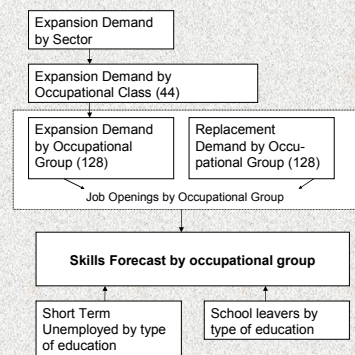 Expansion Demand
by Sector
Expansion Demand by
Occupational Class (44)
Expansion Demand
by Occupational
Group (128)
Replacement
Demand by Occu-
pational Group (128)
Job Openings by Occupational Group
Skills Forecast by occupational group
Short Term
Unemployed by type
of education
School leavers by
type of education